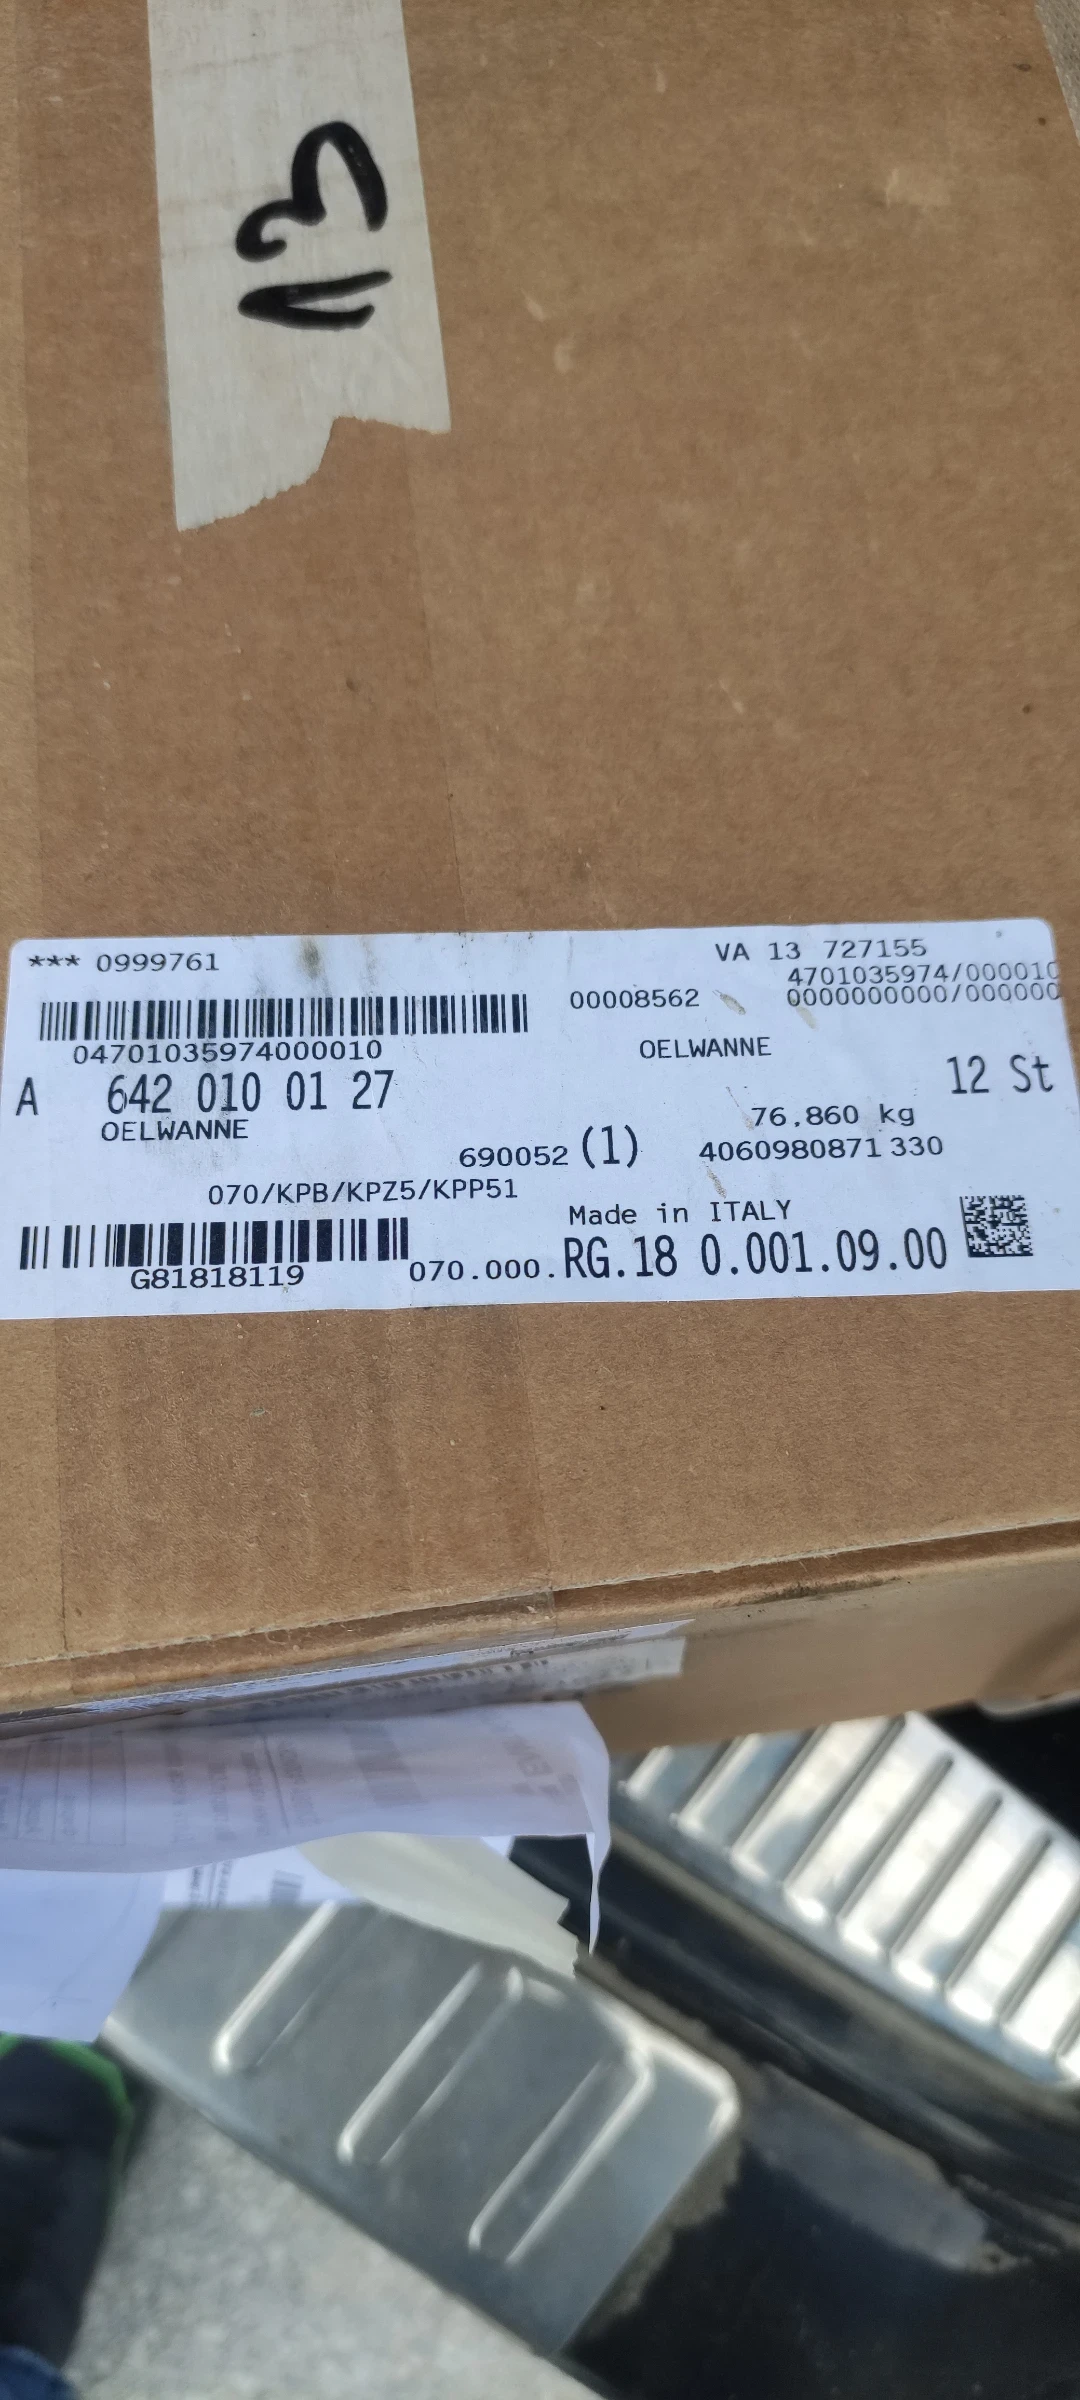 13
*** 0999761
VA 13 727155
4701035974/000010
00008562
0000000000/000000
04701035974000010
OELWANNE
12 St
A 642 010 01 27
OELWANNE
76,860 kg
690052 (1)
4060980871330
070/KPB/KPZ5/KPP51
Made in ITALY
G81818119
070.000.RG.18 0.001.09.00